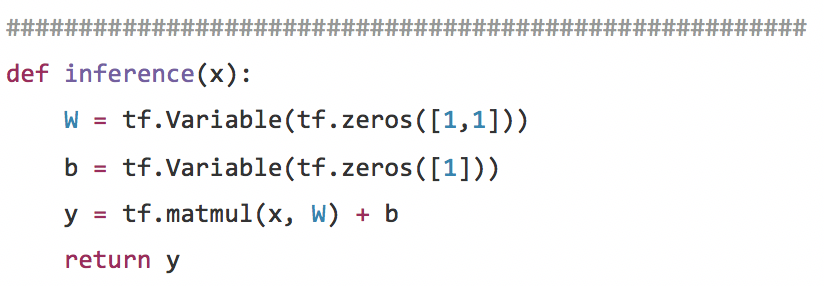 #######################################################
def inference(x):
    W = tf.Variable(tf.zeros([1,1]))
    b = tf.Variable(tf.zeros([1]))
    y = tf.matmul(x, W) + b
    return y